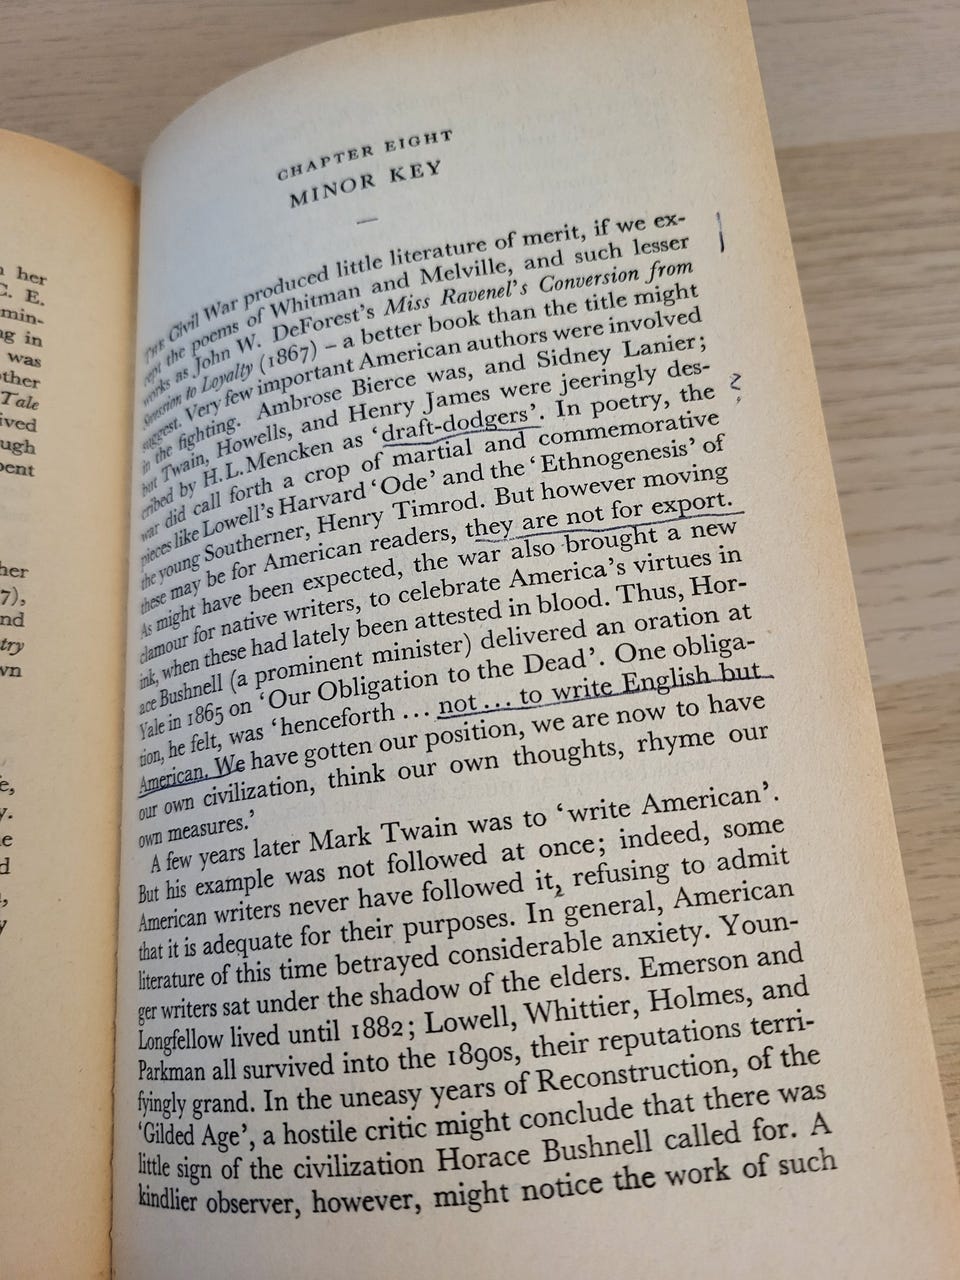 her
C. E.
min-
ng in
was
other
Tale
ived
ough
pent
her
7),
nd
try
wn
e,
y.
e
d
,
y
CHAPTER EIGHT
MINOR KEY
THE Civil War produced little literature of merit, if we ex-
cept the poems of Whitman and Melville, and such lesser
works as John W. DeForest's Miss Ravenel's Conversion from
Secession to Loyalty (1867) – a better book than the title might
suggest. Very few important American authors were involved
in the fighting. Ambrose Bierce was, and Sidney Lanier;
but Twain, Howells, and Henry James were jeeringly des-
cribed by H. L. Mencken as 'draft-dodgers'. In poetry, the
war did call forth a crop of martial and commemorative
pieces like Lowell's Harvard 'Ode' and the 'Ethnogenesis' of
the young Southerner, Henry Timrod. But however moving
these may be for American readers, they are not for export.
As might have been expected, the war also brought a new
clamour for native writers, to celebrate America's virtues in
ink, when these had lately been attested in blood. Thus, Hor-
ace Bushnell (a prominent minister) delivered an oration at
Yale in 1865 on 'Our Obligation to the Dead'. One obliga-
tion, he felt, was 'henceforth ... not ... to write English but
American. We have gotten our position, we are now to have
our own civilization, think our own thoughts, rhyme our
own measures.'
A few years later Mark Twain was to 'write American'.
But his example was not followed at once; indeed, some
American writers never have followed it, refusing to admit
that it is adequate for their purposes. In general, American
literature of this time betrayed considerable anxiety. Youn-
ger writers sat under the shadow of the elders. Emerson and
Longfellow lived until 1882; Lowell, Whittier, Holmes, and
Parkman all survived into the 1890s, their reputations terri-
fyingly grand. In the uneasy years of Reconstruction, of the
'Gilded Age', a hostile critic might conclude that there was
little sign of the civilization Horace Bushnell called for. A
kindlier observer, however, might notice the work of such